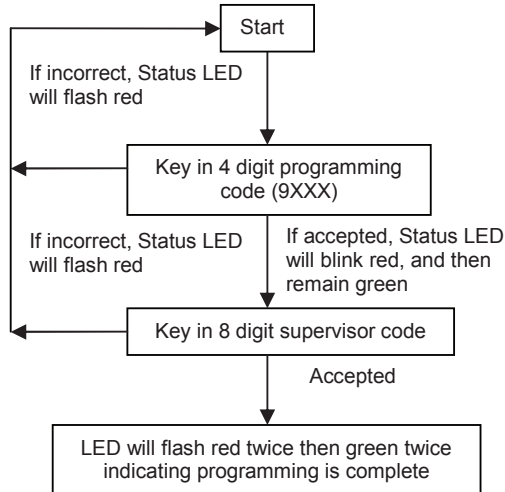 Start
If incorrect, Status LED
will flash red
Key in 4 digit programming
code (9XXX)
If incorrect, Status LED
will flash red
If accepted, Status LED
will blink red, and then
remain green
Key in 8 digit supervisor code
Accepted
LED will flash red twice then green twice
indicating programming is complete